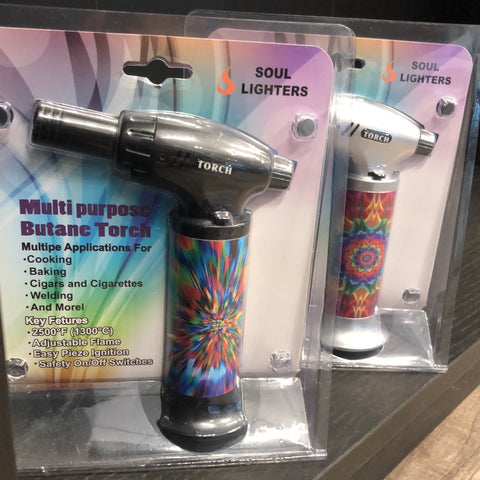 SOUL
LIGHTERS
SOUL
LIGHTERS
TORCH
TORCH
Multi purpose
Butane Torch
Multipe Applications For
·Cooking
·Baking
·Cigars and Cigarettes
·Welding
·And More!
Key Fetures
·2500°F (1300°C)
·Adjustable Flame
·Easy Pieze Ignition
·Safety On/Off Switches